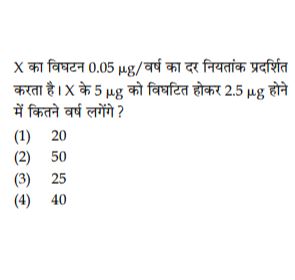 X का विघटन 0.05 μg/वर्ष का दर नियतांक प्रदर्शित
करता है। X के 5 μg को विघटित होकर 2.5 μg होने
में कितने वर्ष लगेंगे ?
(1) 20
(2) 50
(3) 25
(4) 40